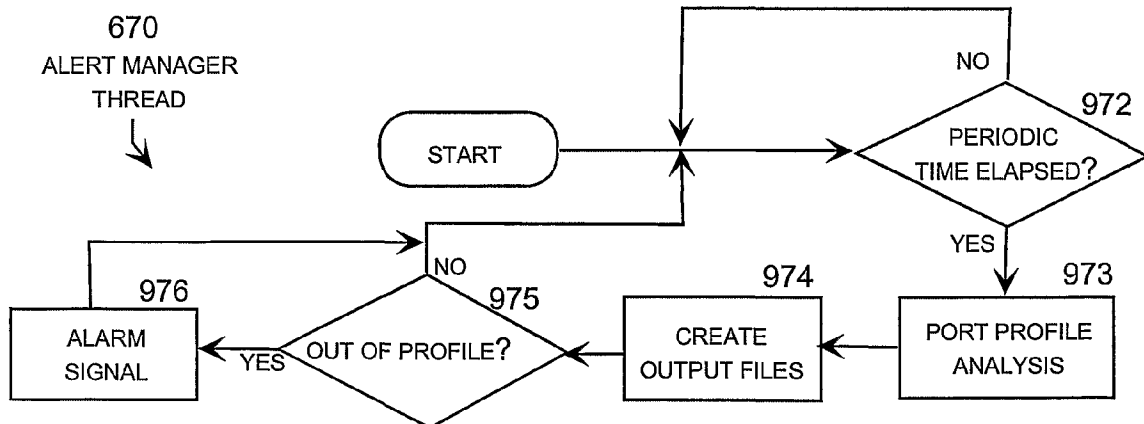 670
ALERT MANAGER
THREAD
START
NO
972
PERIODIC
TIME ELAPSED?
YES
973
PORT PROFILE
ANALYSIS
974
CREATE
OUTPUT FILES
975
OUT OF PROFILE?
NO
YES
976
ALARM
SIGNAL